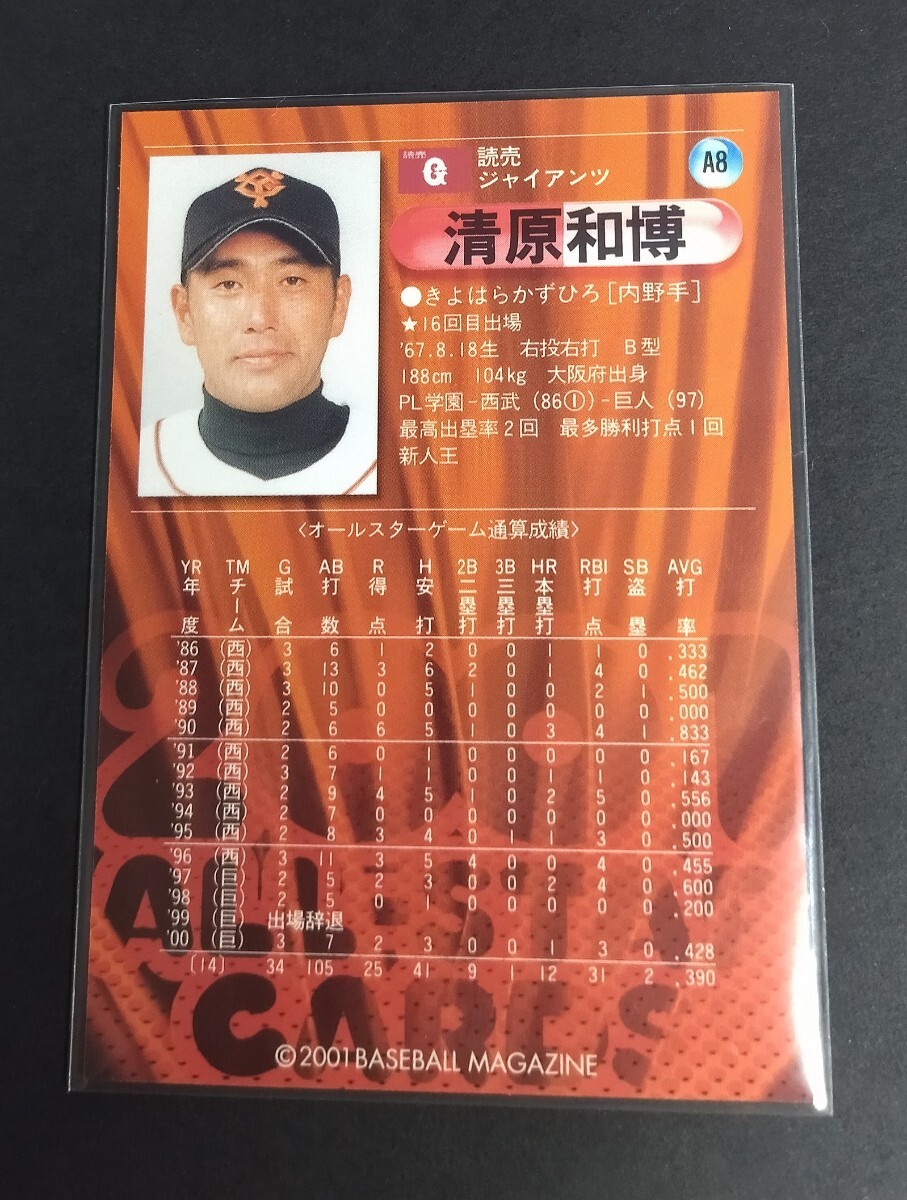 読売
G
読売
ジャイアンツ
A8
清原和博
●きよはらかずひろ[内野手]
★16回目出場
'67.8.18生 右投右打 B型
188cm 104kg 大阪府出身
PL学園-西武(86①)-巨人(97)
最高出塁率2回 最多勝利打点1回
新人王
〈オールスターゲーム通算成績〉
YR TM G AB R H 2B 3B HR RBI SB AVG
年度 チーム 試合 打数 得点 安打 二塁打 三塁打 本塁打 打点 盗塁 打率
'86 (西) 3 6 1 2 0 0 1 1 0 .333
'87 (西) 3 13 3 6 2 0 1 4 0 .462
'88 (西) 3 10 0 5 1 0 0 2 1 .500
'89 (西) 2 5 0 0 0 0 0 0 0 .000
'90 (西) 2 6 6 5 1 0 3 4 1 .833
'91 (西) 2 6 0 1 0 0 0 0 0 .167
'92 (西) 3 7 1 1 0 0 1 1 0 .143
'93 (西) 2 9 4 5 1 0 2 5 0 .556
'94 (西) 2 7 0 0 0 0 0 0 0 .000
'95 (西) 2 8 3 4 0 1 1 3 0 .500
'96 (西) 3 11 3 5 4 0 0 4 0 .455
'97 (巨) 2 5 2 3 0 0 2 4 0 .600
'98 (巨) 2 5 0 1 0 0 0 0 0 .200
'99 (巨) 出場辞退
'00 (巨) 3 7 2 3 0 0 1 3 0 .428
〔14〕 34 105 25 41 9 1 12 31 2 .390
2001
ALL-STAR
CARDS
©2001BASEBALL MAGAZINE